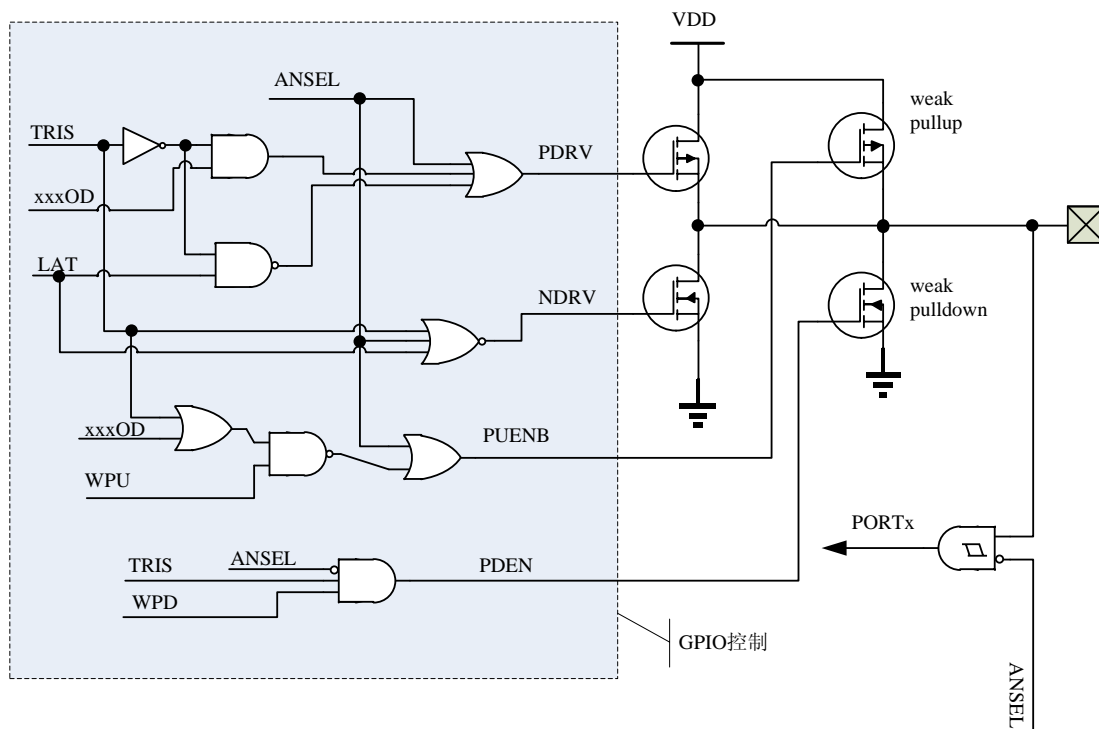 VDD
ANSEL
weak
pullup
TRIS
PDRV
xxxOD
LAT
NDRV
weak
pulldown
xxxOD
PUENB
WPU
PORTx
ANSEL
TRIS
PDEN
WPD
GPIO控制
ANSEL